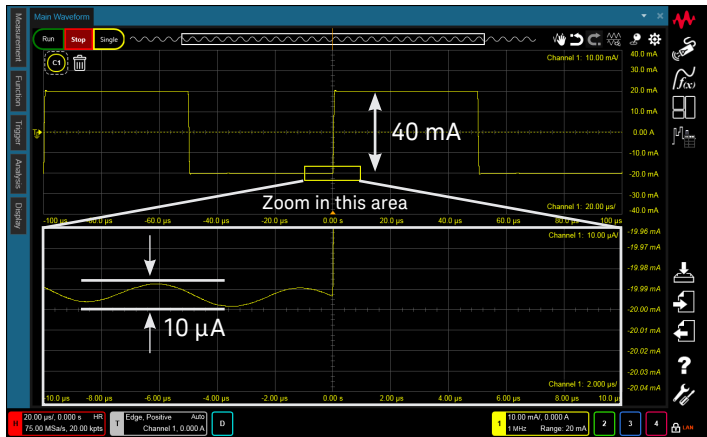 Main Waveform
Run
Stop
Single
Measurement
Function
Trigger
Analysis
Display
C1
f(x)
Channel 1: 10.00 mA/
40.0 mA
30.0 mA
20.0 mA
10.0 mA
0.00 A
-10.0 mA
-20.0 mA
-30.0 mA
-40.0 mA
T
40 mA
Zoom in this area
Channel 1: 20.00 µs/
-100 µs -80.0 µs -60.0 µs -40.0 µs -20.00 µs 0.00 s 20.0 µs 40.0 µs 60.0 µs 80.0 µs 100 µs
Channel 1: 10.00 µA/
-19.96 mA
-19.97 mA
-19.98 mA
-19.99 mA
-20.00 mA
-20.01 mA
-20.02 mA
-20.03 mA
-20.04 mA
10 µA
Channel 1: 2.000 µs/
-10.0 µs -8.00 µs -6.00 µs -4.00 µs -2.00 µs 0.00 s 2.00 µs 4.00 µs 6.00 µs 8.00 µs 10.0 µs
?
H
20.00 µs/, 0.000 s HR
75.00 MSa/s, 20.00 kpts
T
Edge, Positive Auto
Channel 1, 0.000 A
D
1
10.00 mA/, 0.000 A
1 MHz Range: 20 mA
2
3
4
LAN